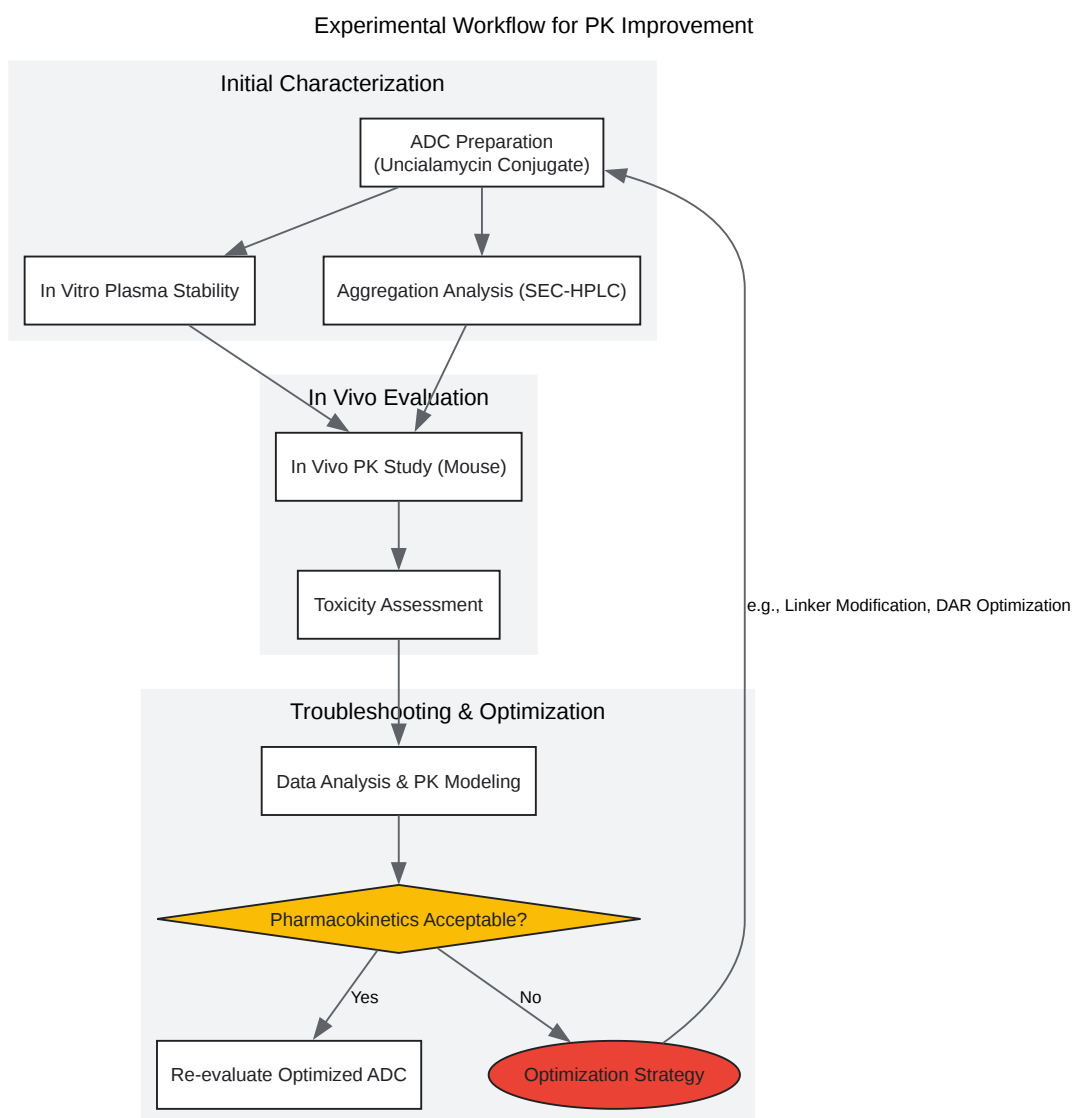 Experimental Workflow for PK Improvement
Initial Characterization
ADC Preparation
(Uncialamycin Conjugate)
In Vitro Plasma Stability
Aggregation Analysis (SEC-HPLC)
In Vivo Evaluation
In Vivo PK Study (Mouse)
Toxicity Assessment
e.g., Linker Modification, DAR Optimization
Troubleshooting & Optimization
Data Analysis & PK Modeling
Pharmacokinetics Acceptable?
Yes
No
Re-evaluate Optimized ADC
Optimization Strategy